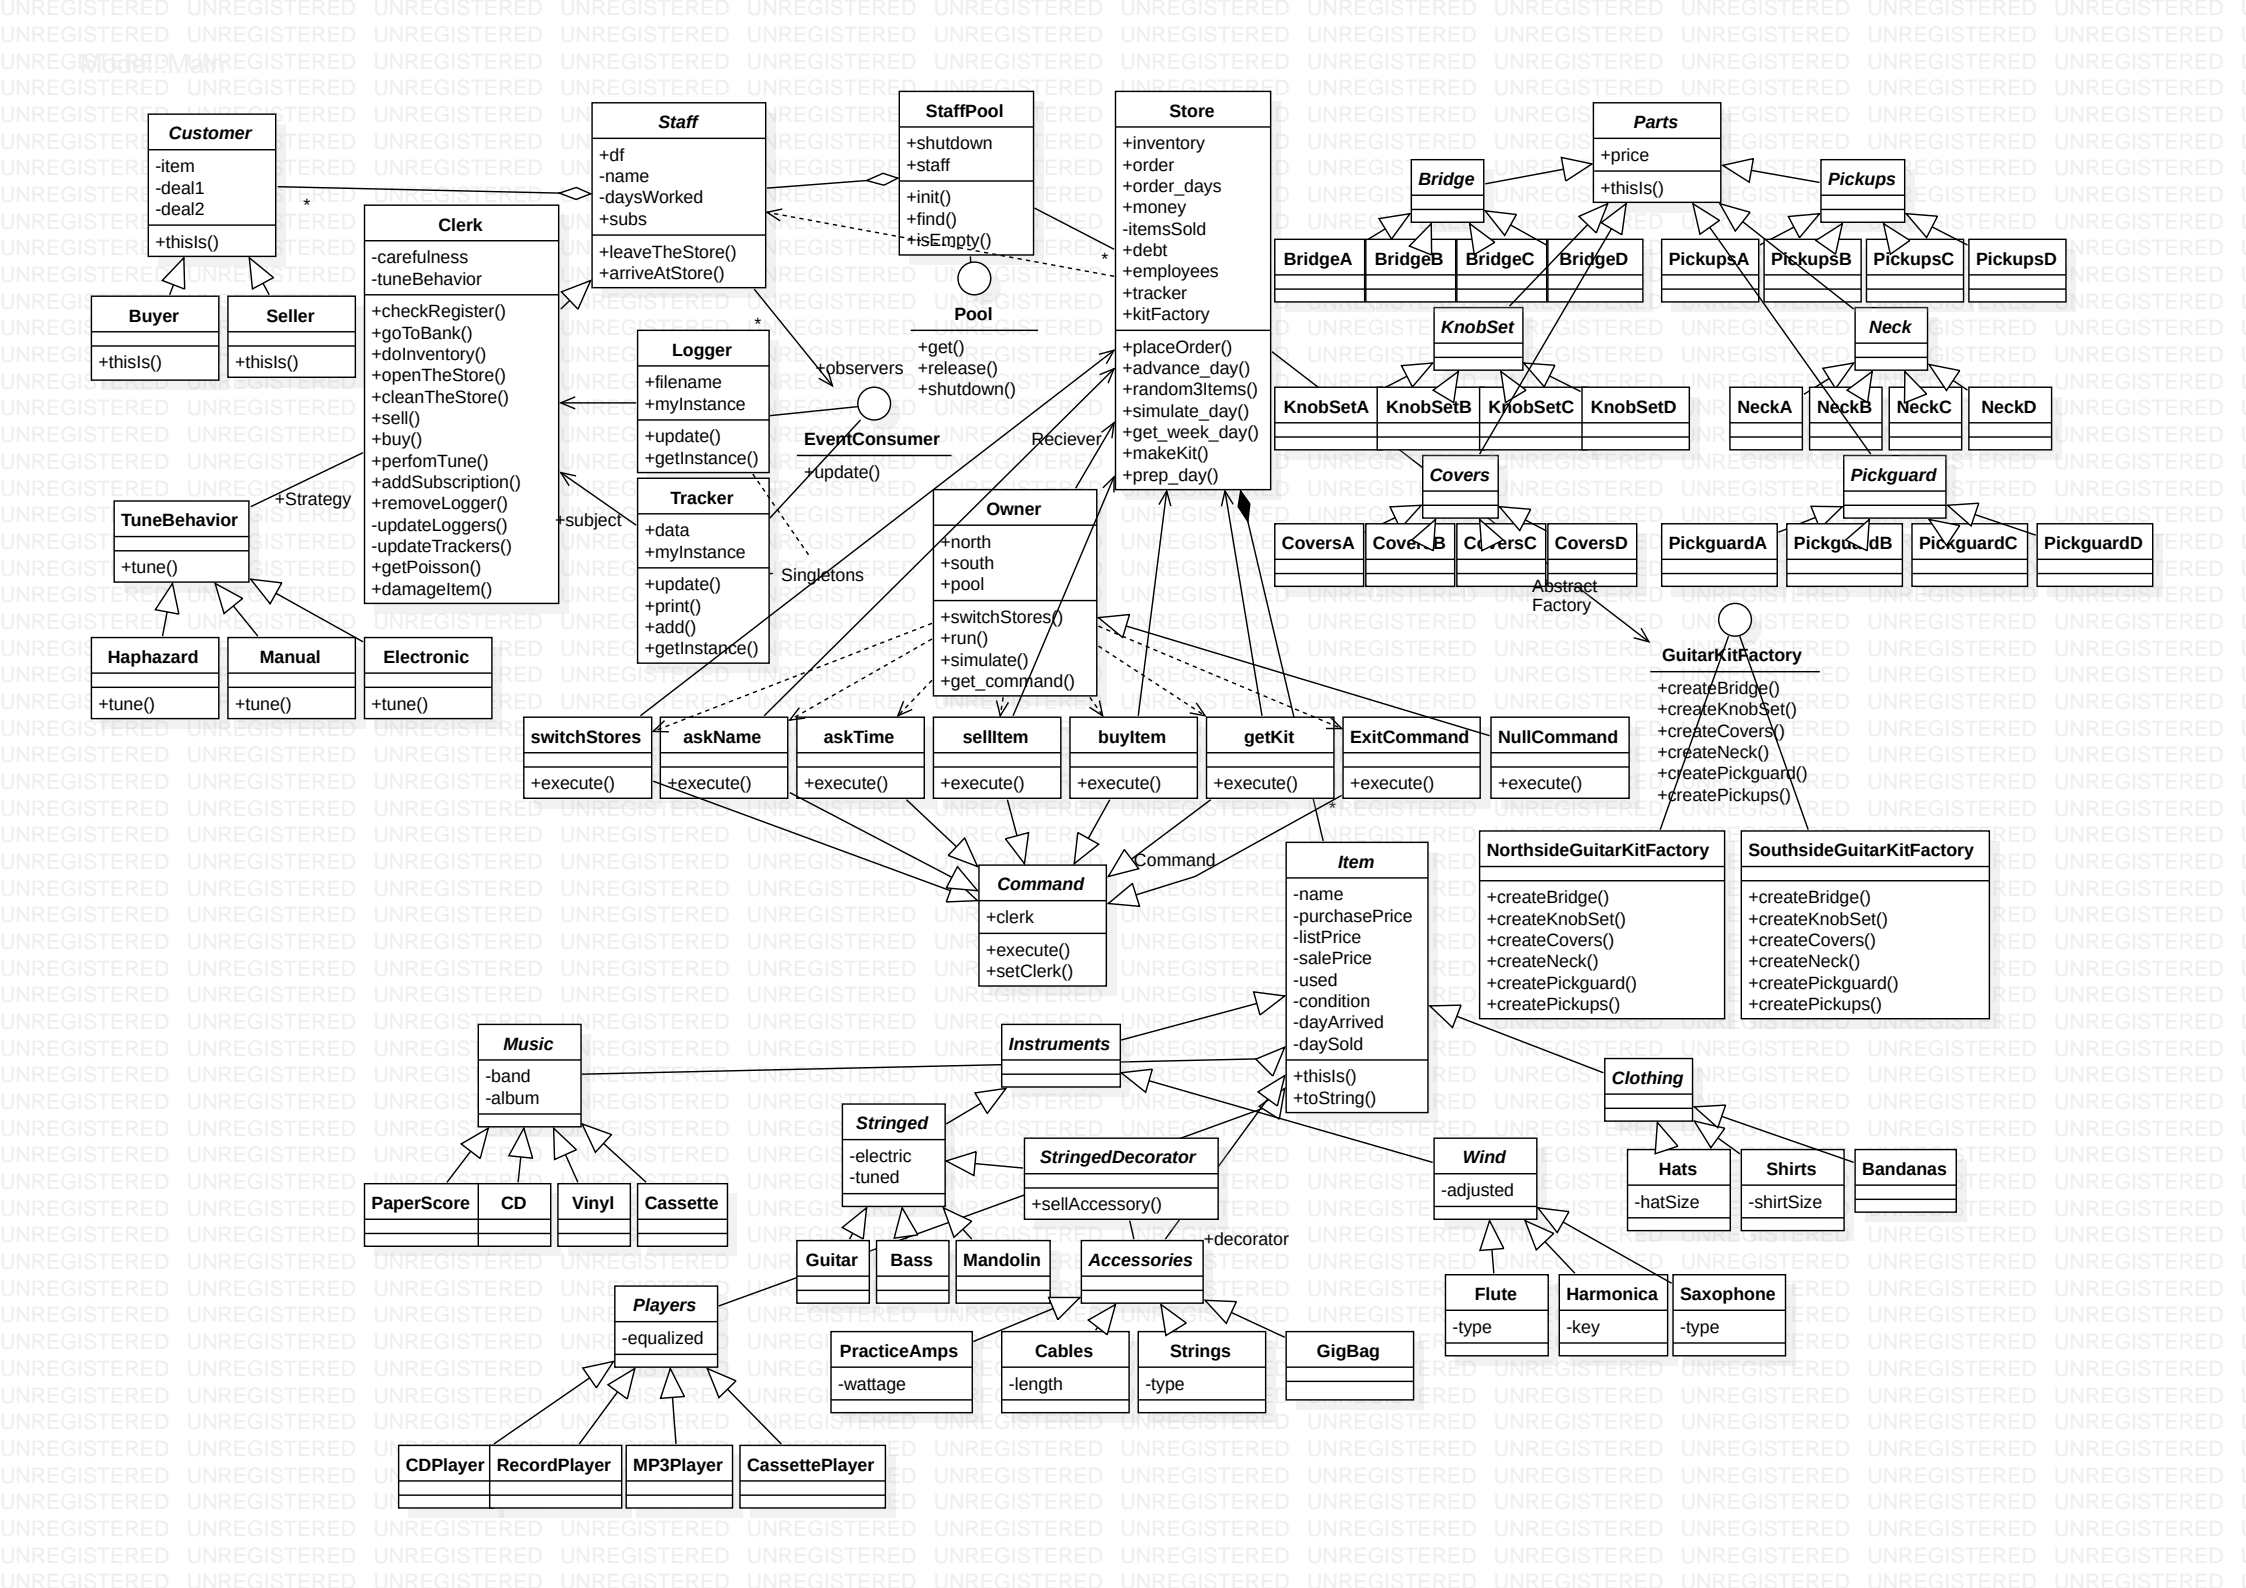 UNREGISTERED
Model::Main
Customer
-item
-deal1
-deal2
+thisIs()
*
Buyer
+thisIs()
Seller
+thisIs()
Clerk
-carefulness
-tuneBehavior
+checkRegister()
+goToBank()
+doInventory()
+openTheStore()
+cleanTheStore()
+sell()
+buy()
+perfomTune()
+addSubscription()
+removeLogger()
-updateLoggers()
-updateTrackers()
+getPoisson()
+damageItem()
+Strategy
TuneBehavior
+tune()
Haphazard
+tune()
Manual
+tune()
Electronic
+tune()
Staff
+df
-name
-daysWorked
+subs
+leaveTheStore()
+arriveAtStore()
*
+observers
Logger
+filename
+myInstance
+update()
+getInstance()
+subject
Tracker
+data
+myInstance
+update()
+print()
+add()
+getInstance()
Singletons
EventConsumer
+update()
StaffPool
+shutdown
+staff
+init()
+find()
+isEmpty()
Pool
+get()
+release()
+shutdown()
*
Store
+inventory
+order
+order_days
+money
-itemsSold
+debt
+employees
+tracker
+kitFactory
+placeOrder()
+advance_day()
+random3Items()
+simulate_day()
+get_week_day()
+makeKit()
+prep_day()
Reciever
Owner
+north
+south
+pool
+switchStores()
+run()
+simulate()
+get_command()
switchStores
+execute()
askName
+execute()
askTime
+execute()
sellItem
+execute()
buyItem
+execute()
getKit
+execute()
ExitCommand
+execute()
NullCommand
+execute()
*
Command
Command
+clerk
+execute()
+setClerk()
Parts
+price
+thisIs()
Bridge
Pickups
BridgeA
BridgeB
BridgeC
BridgeD
PickupsA
PickupsB
PickupsC
PickupsD
KnobSet
Neck
KnobSetA
KnobSetB
KnobSetC
KnobSetD
NeckA
NeckB
NeckC
NeckD
Covers
Pickguard
CoversA
CoversB
CoversC
CoversD
PickguardA
PickguardB
PickguardC
PickguardD
Abstract
Factory
GuitarKitFactory
+createBridge()
+createKnobSet()
+createCovers()
+createNeck()
+createPickguard()
+createPickups()
NorthsideGuitarKitFactory
+createBridge()
+createKnobSet()
+createCovers()
+createNeck()
+createPickguard()
+createPickups()
SouthsideGuitarKitFactory
+createBridge()
+createKnobSet()
+createCovers()
+createNeck()
+createPickguard()
+createPickups()
Item
-name
-purchasePrice
-listPrice
-salePrice
-used
-condition
-dayArrived
-daySold
+thisIs()
+toString()
Music
-band
-album
PaperScore
CD
Vinyl
Cassette
Instruments
Stringed
-electric
-tuned
StringedDecorator
+sellAccessory()
+decorator
Guitar
Bass
Mandolin
Accessories
PracticeAmps
-wattage
Cables
-length
Strings
-type
GigBag
Players
-equalized
CDPlayer
RecordPlayer
MP3Player
CassettePlayer
Clothing
Hats
-hatSize
Shirts
-shirtSize
Bandanas
Wind
-adjusted
Flute
-type
Harmonica
-key
Saxophone
-type